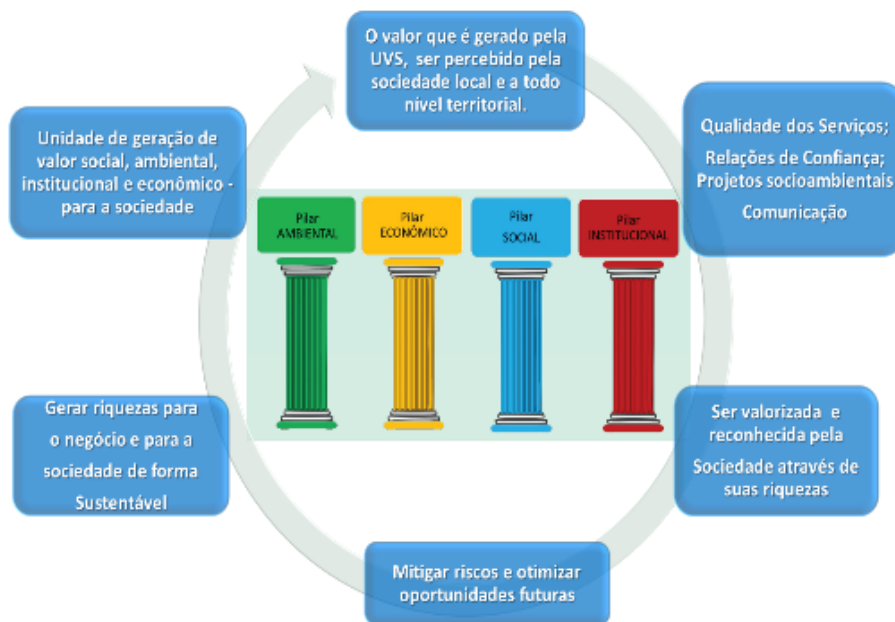 O valor que é gerado pela
UVS, ser percebido pela
sociedade local e a todo
nível territorial.
Qualidade dos Serviços;
Relações de Confiança;
Projetos socioambientais
Comunicação
Ser valorizada e
reconhecida pela
Sociedade através de
suas riquezas
Mitigar riscos e otimizar
oportunidades futuras
Gerar riquezas para
o negócio e para a
sociedade de forma
Sustentável
Unidade de geração de
valor social, ambiental,
institucional e econômico -
para a sociedade
Pilar
AMBIENTAL
Pilar
ECONÔMICO
Pilar
SOCIAL
Pilar
INSTITUCIONAL